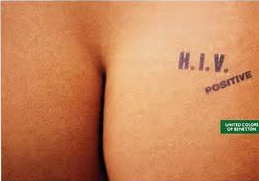 H.I.V.
POSITIVE
UNITED COLORS
OF BENETTON.